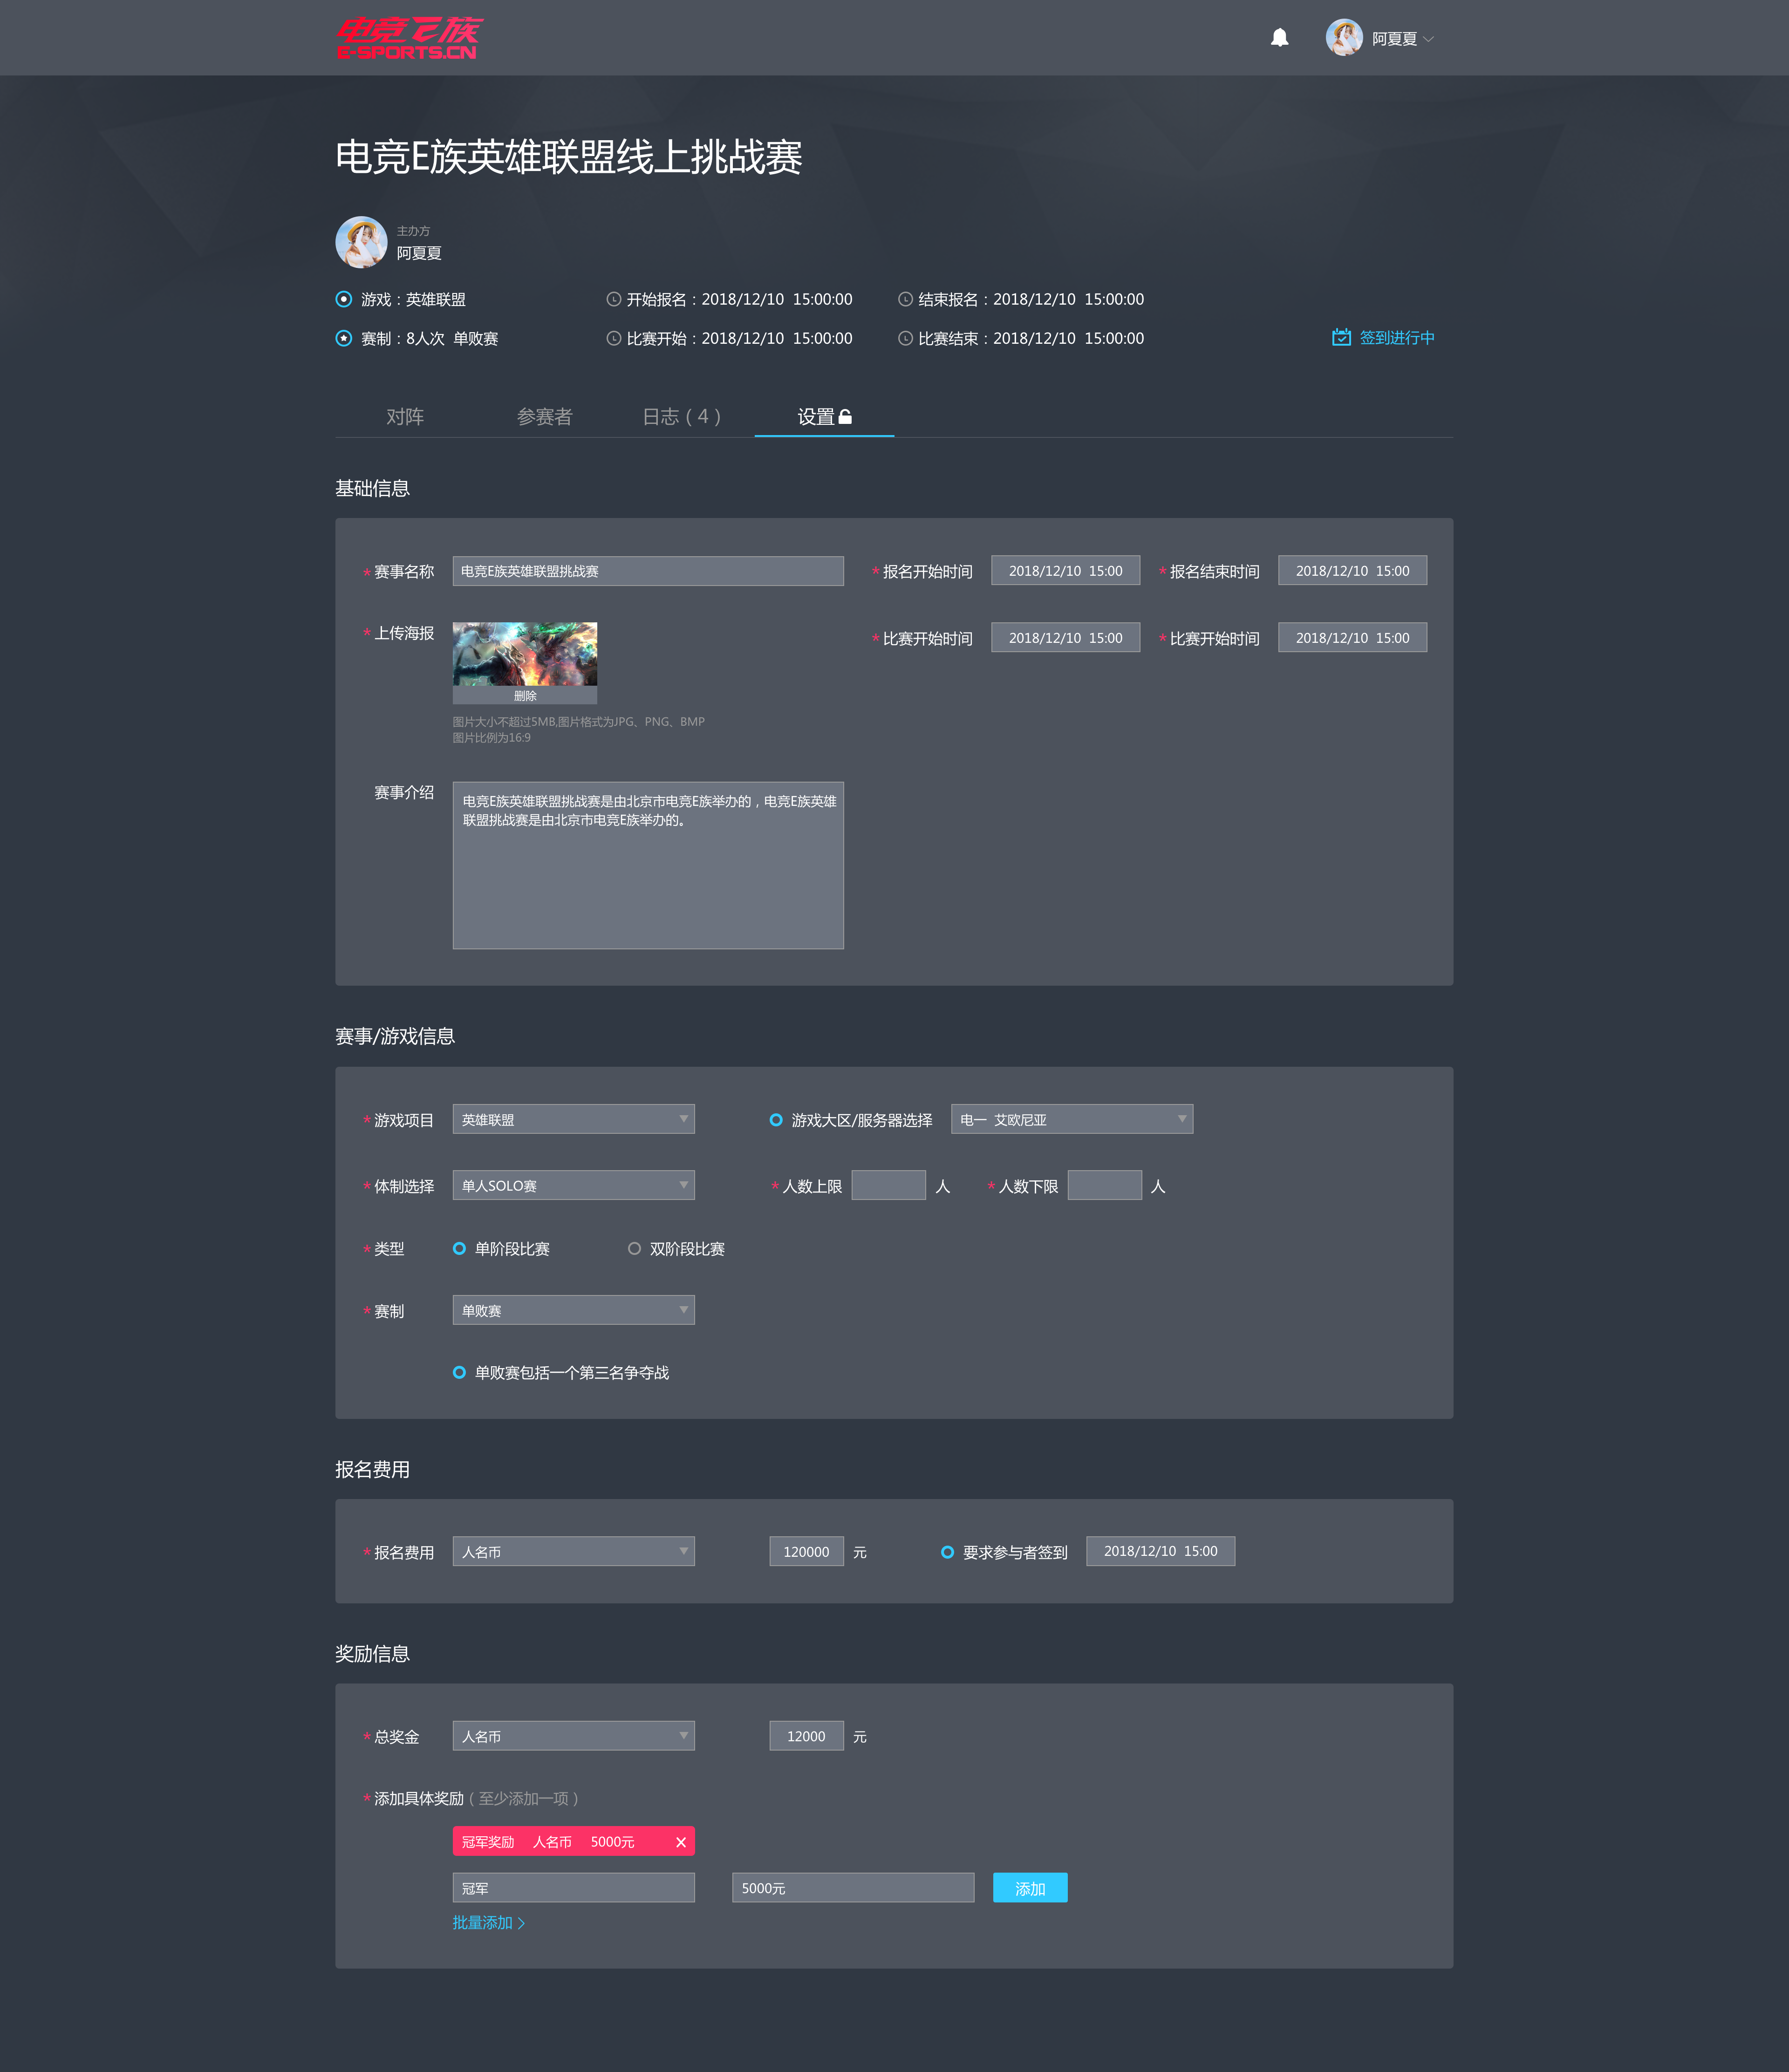 电竞E族
E-SPORTS.CN
阿夏夏
电竞E族英雄联盟线上挑战赛
主办方
阿夏夏
游戏：英雄联盟 开始报名：2018/12/10 15:00:00 结束报名：2018/12/10 15:00:00
赛制：8人次 单败赛 比赛开始：2018/12/10 15:00:00 比赛结束：2018/12/10 15:00:00 签到进行中
对阵 参赛者 日志（4） 设置
基础信息
*赛事名称 电竞E族英雄联盟挑战赛 *报名开始时间 2018/12/10 15:00 *报名结束时间 2018/12/10 15:00
*上传海报 *比赛开始时间 2018/12/10 15:00 *比赛开始时间 2018/12/10 15:00
删除
图片大小不超过5MB,图片格式为JPG、PNG、BMP
图片比例为16:9
赛事介绍 电竞E族英雄联盟挑战赛是由北京市电竞E族举办的，电竞E族英雄
联盟挑战赛是由北京市电竞E族举办的。
赛事/游戏信息
*游戏项目 英雄联盟 游戏大区/服务器选择 电一 艾欧尼亚
*体制选择 单人SOLO赛 *人数上限 人 *人数下限 人
*类型 单阶段比赛 双阶段比赛
*赛制 单败赛
单败赛包括一个第三名争夺战
报名费用
*报名费用 人名币 120000 元 要求参与者签到 2018/12/10 15:00
奖励信息
*总奖金 人名币 12000 元
*添加具体奖励（至少添加一项）
冠军奖励 人名币 5000元
冠军 5000元 添加
批量添加